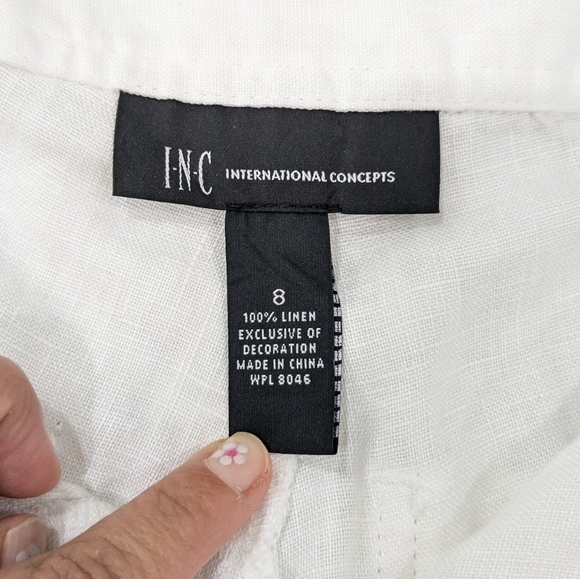 I·N·C INTERNATIONAL CONCEPTS
8
100% LINEN
EXCLUSIVE OF
DECORATION
MADE IN CHINA
WPL 8046